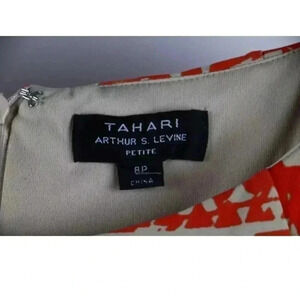 TAHARI
ARTHUR S. LEVINE
PETITE
8P
CHINA